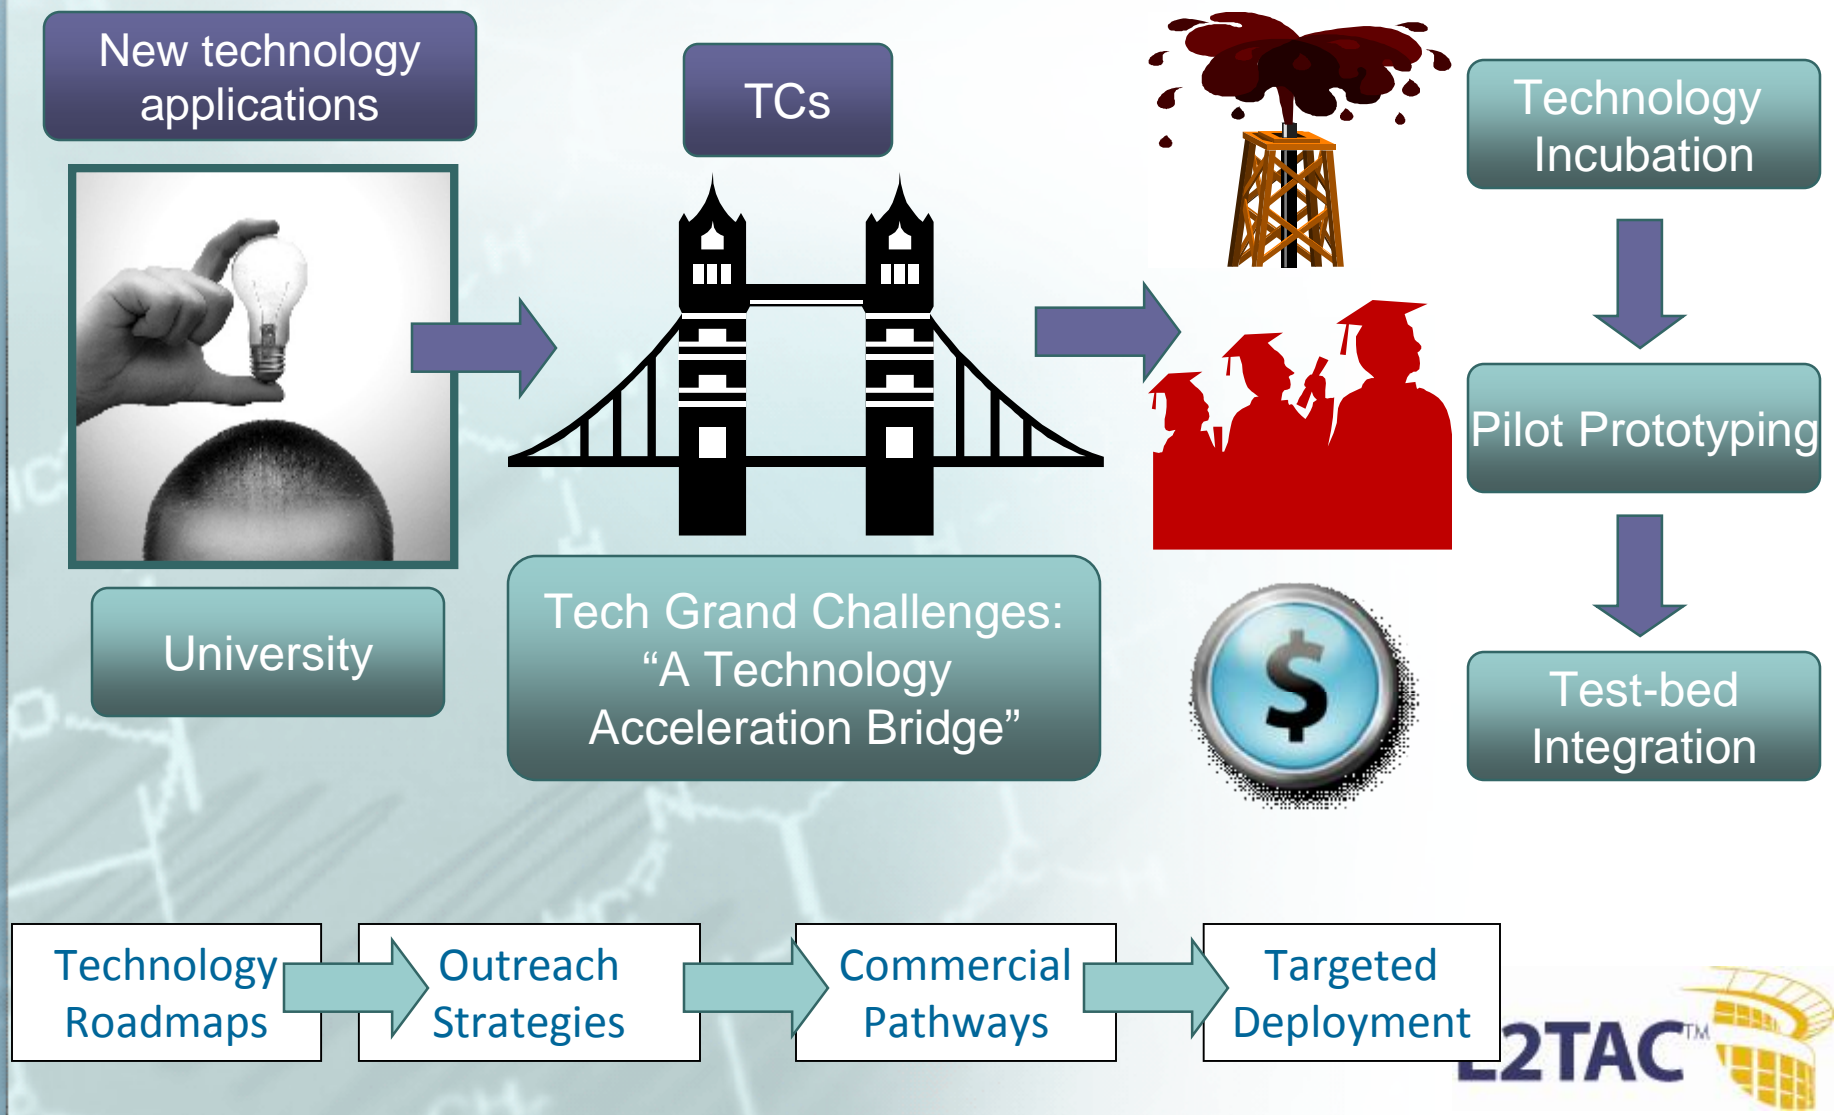 New technology
applications
TCs
Technology
Incubation
Pilot Prototyping
University
Tech Grand Challenges:
“A Technology
Acceleration Bridge”
$
Test-bed
Integration
Technology
Roadmaps
Outreach
Strategies
Commercial
Pathways
Targeted
Deployment
2TAC™